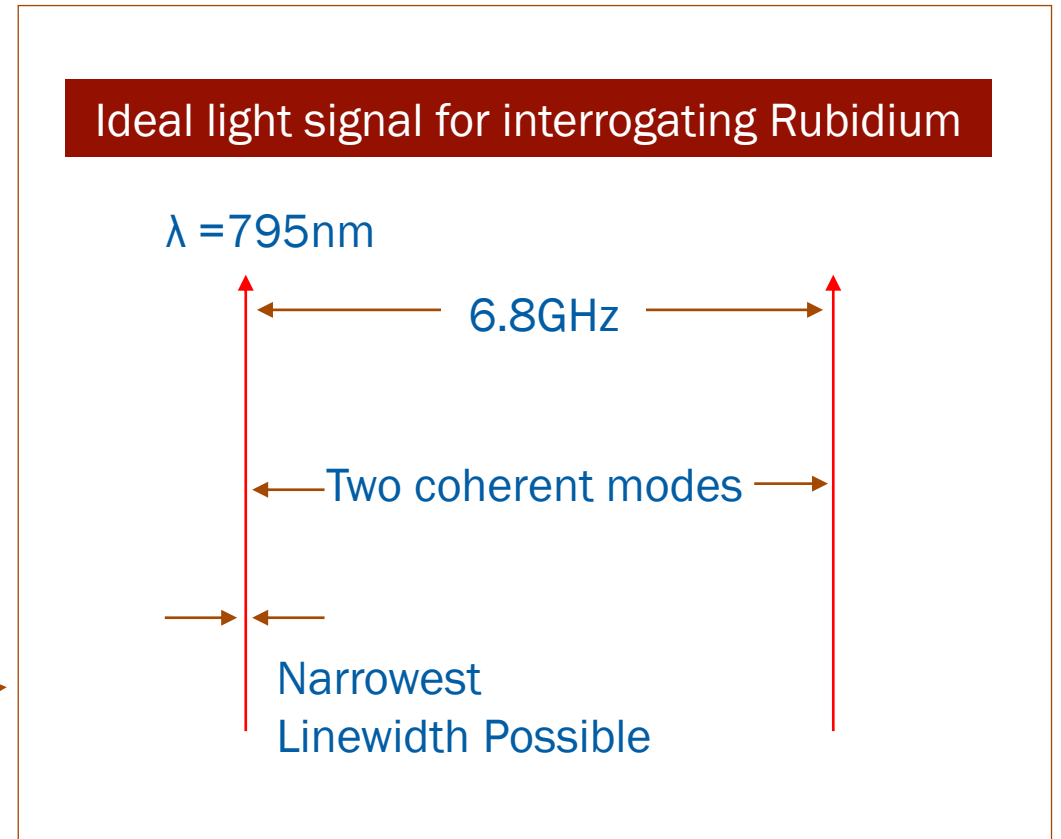 Ideal light signal for interrogating Rubidium
λ =795nm
6.8GHz
Two coherent modes
Narrowest
Linewidth Possible